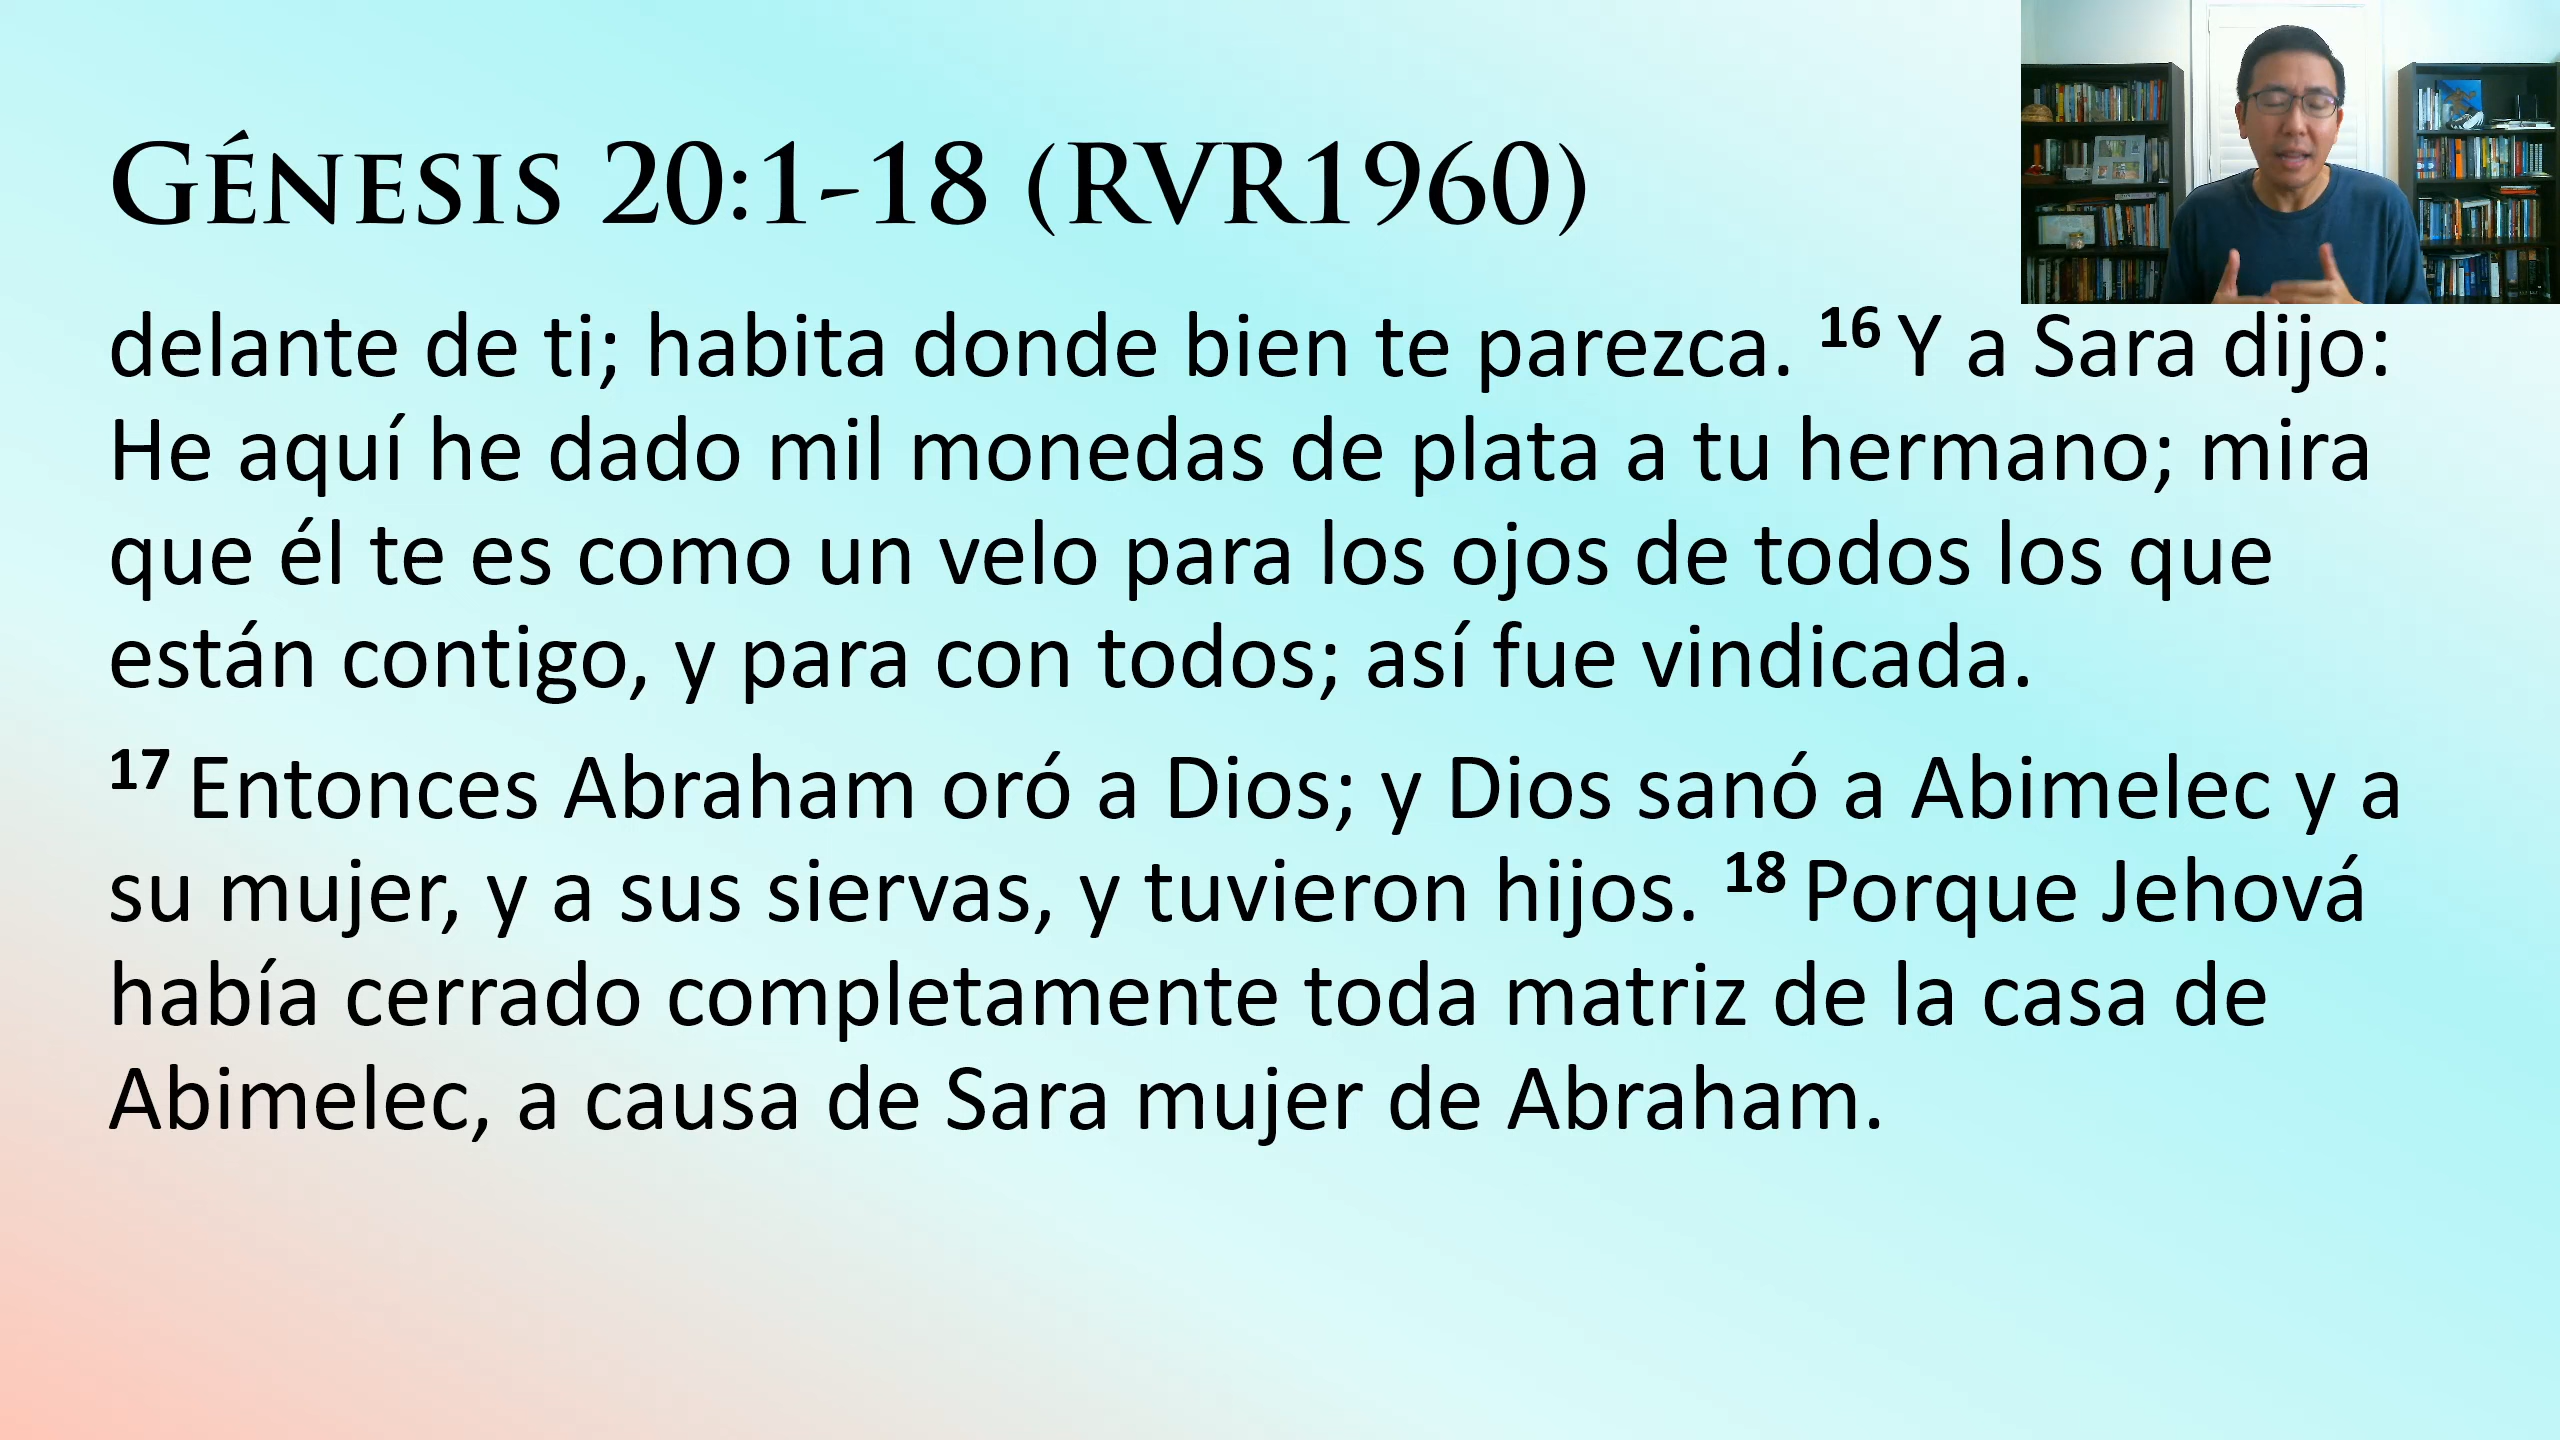 Génesis 20:1-18 (RVR1960)
delante de ti; habita donde bien te parezca. 16 Y a Sara dijo:
He aquí he dado mil monedas de plata a tu hermano; mira
que él te es como un velo para los ojos de todos los que
están contigo, y para con todos; así fue vindicada.
17 Entonces Abraham oró a Dios; y Dios sanó a Abimelec y a
su mujer, y a sus siervas, y tuvieron hijos. 18 Porque Jehová
había cerrado completamente toda matriz de la casa de
Abimelec, a causa de Sara mujer de Abraham.